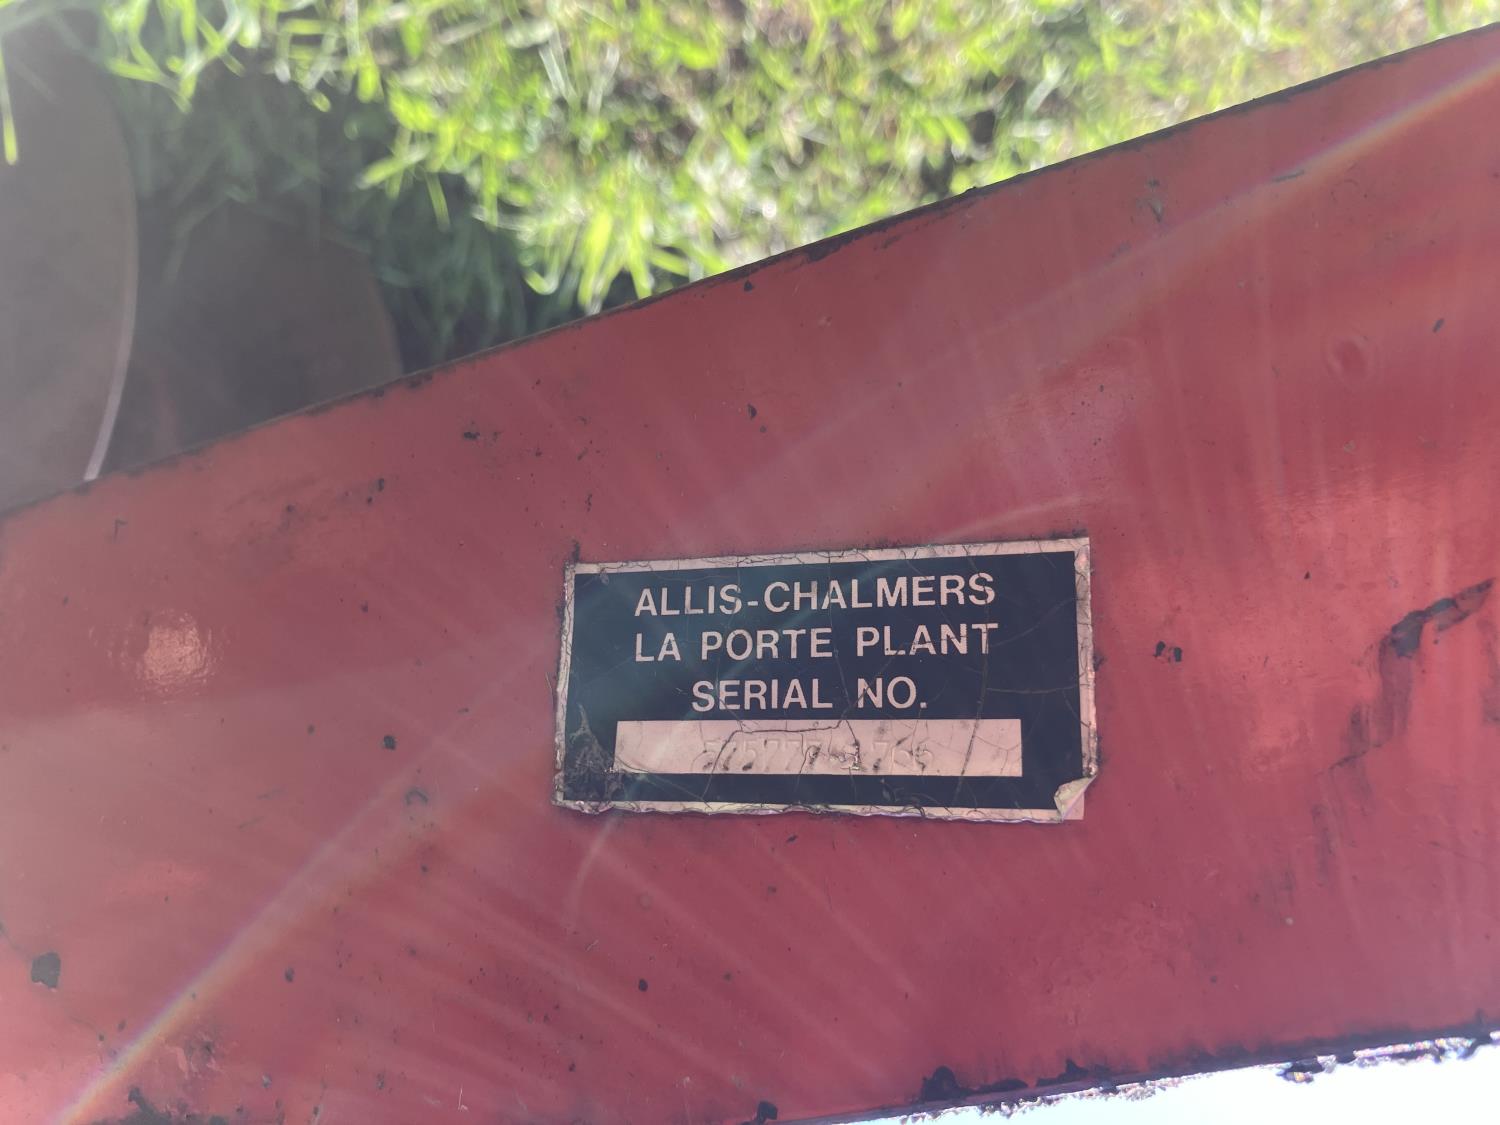 ALLIS-CHALMERS
LA PORTE PLANT
SERIAL NO.